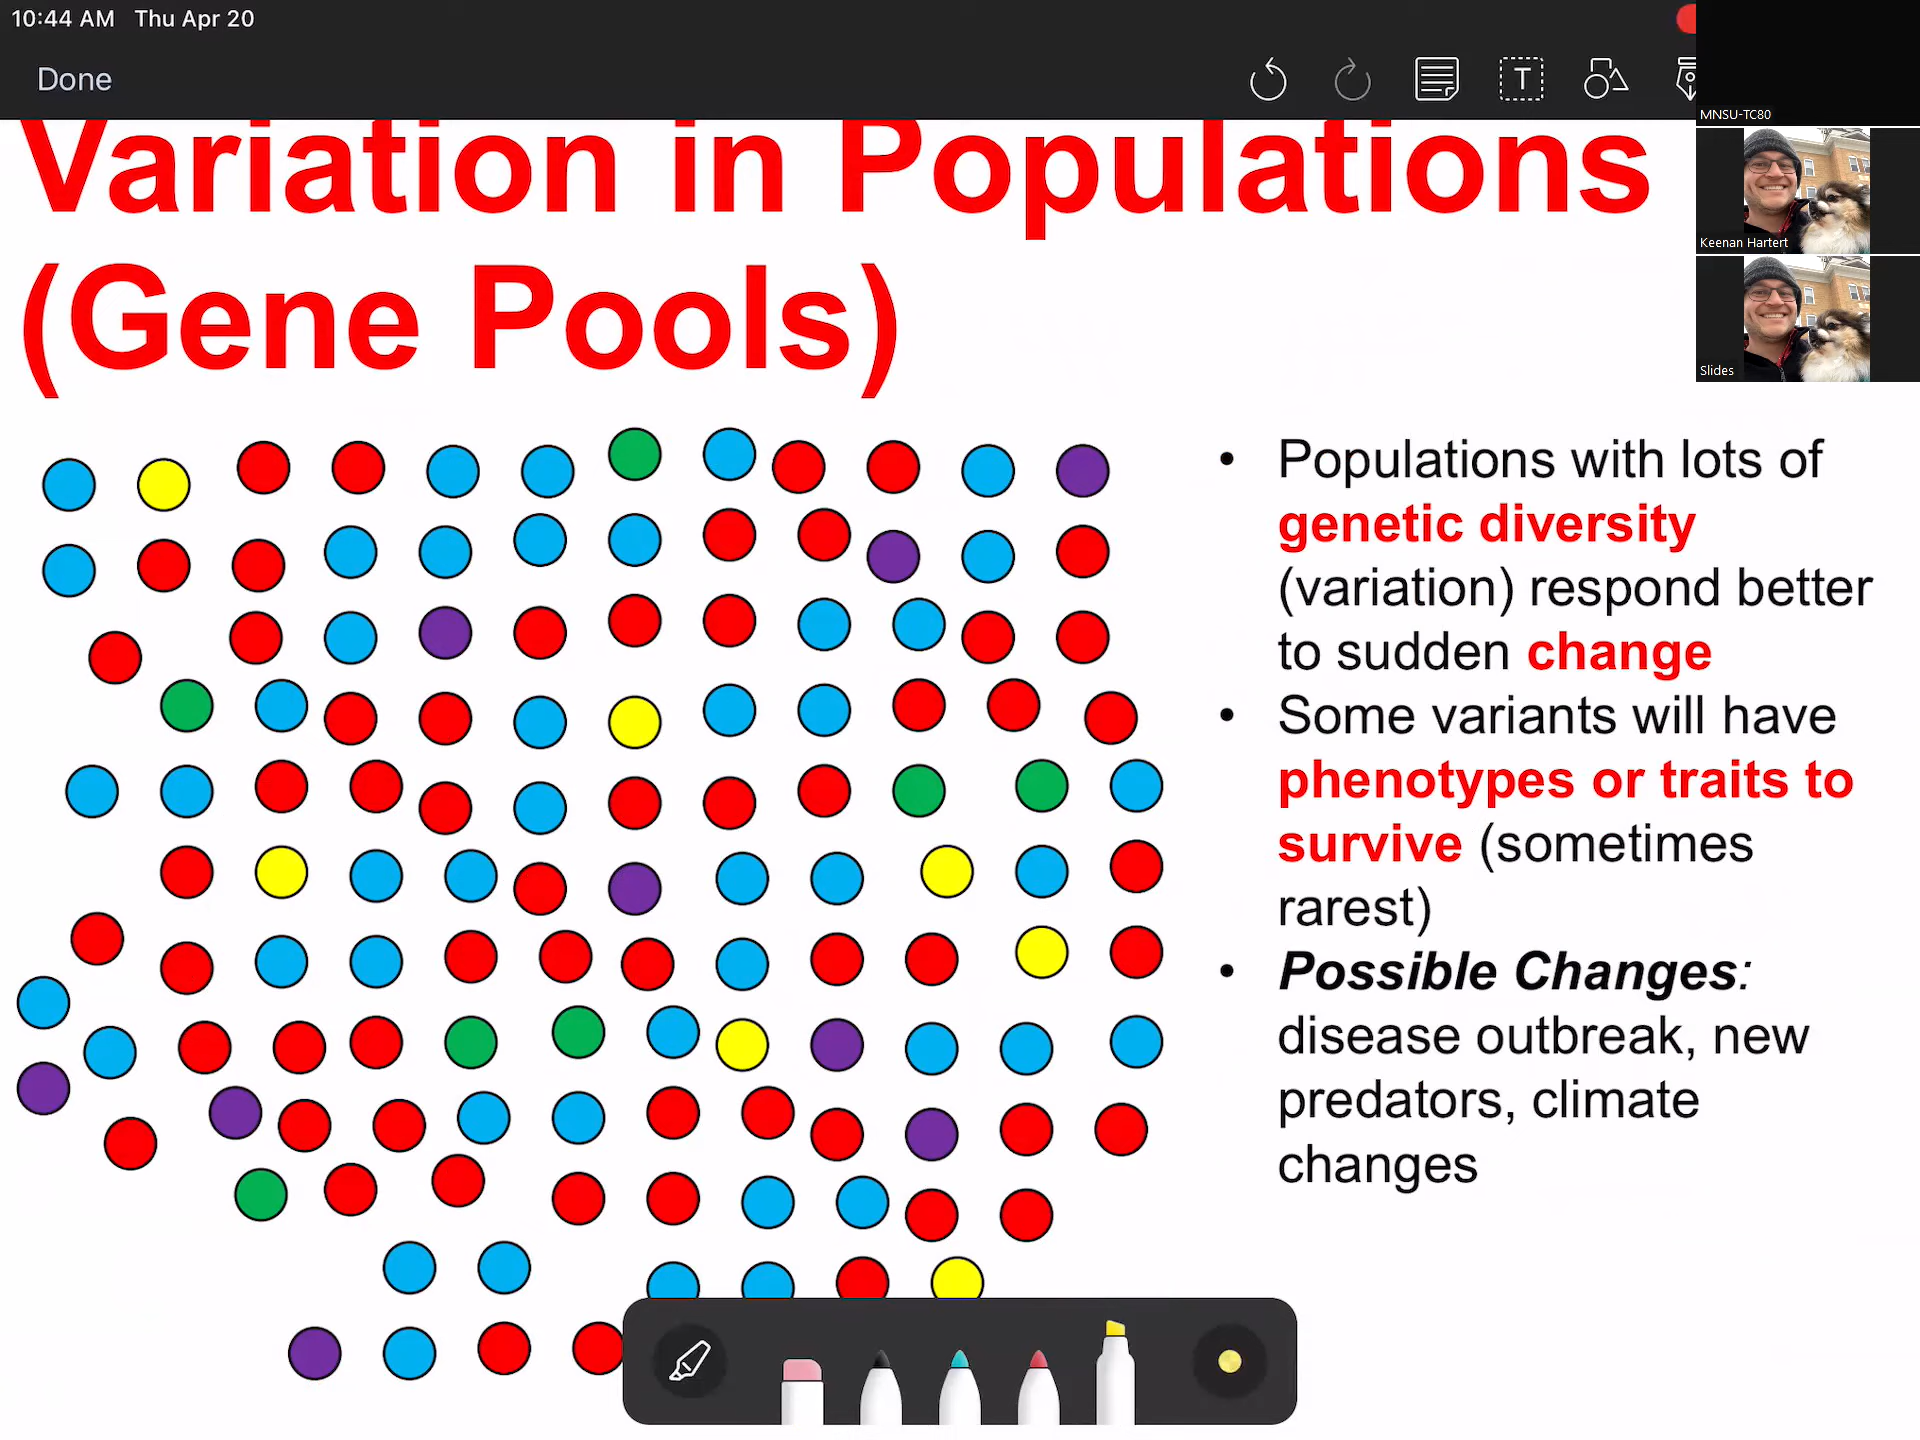 10:44 AM Thu Apr 20
Done
T
MNSU-TC80
Keenan Hartert
Slides
Variation in Populations
(Gene Pools)
• Populations with lots of
genetic diversity
(variation) respond better
to sudden change
• Some variants will have
phenotypes or traits to
survive (sometimes
rarest)
• Possible Changes:
disease outbreak, new
predators, climate
changes